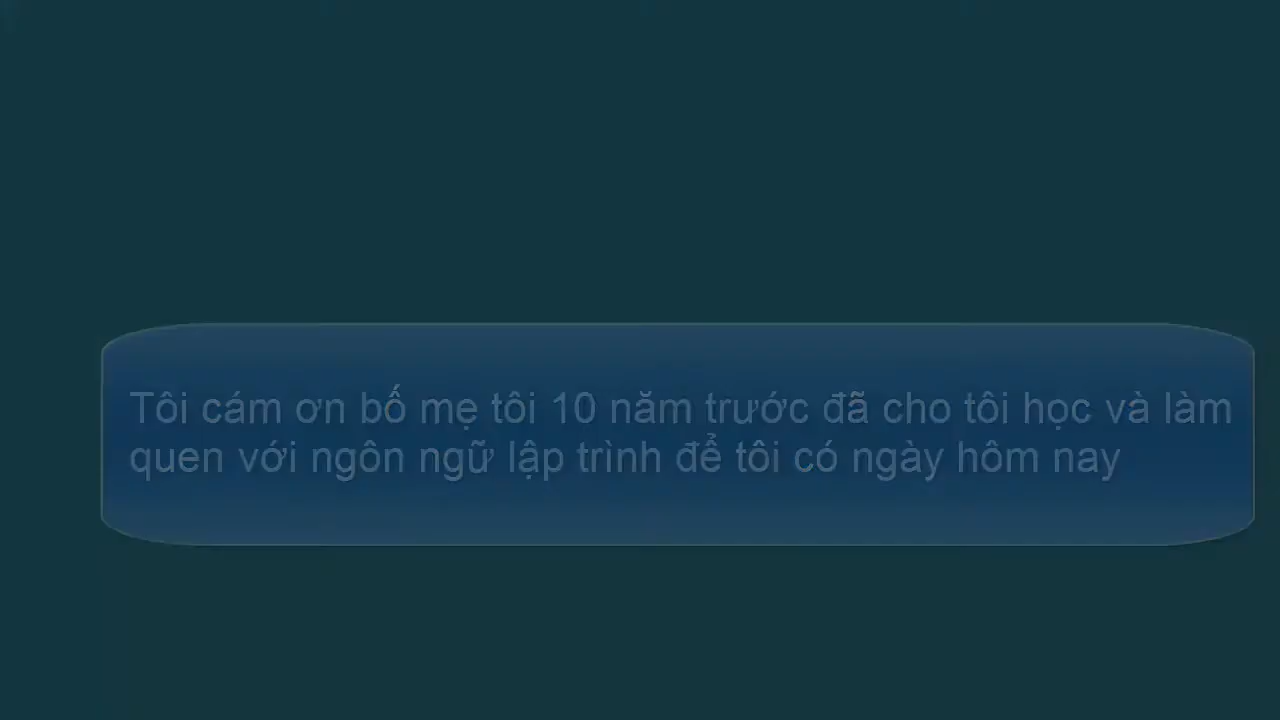 Tôi cám ơn bố mẹ tôi 10 năm trước đã cho tôi học và làm
quen với ngôn ngữ lập trình để tôi có ngày hôm nay